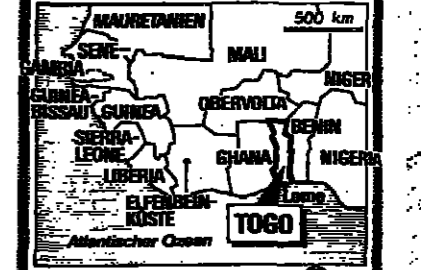 MAURETANIEN
500 km
SENE-
MALI
GAMBIA
NIGER
GUINEA-
BISSAU
GUINEA
OBERVOLTA
BENIN
SIERRA-
LEONE
GHANA
NIGERIA
LIBERIA
Lome
ELFENBEIN-
KÜSTE
TOGO
Atlantischer Ozean